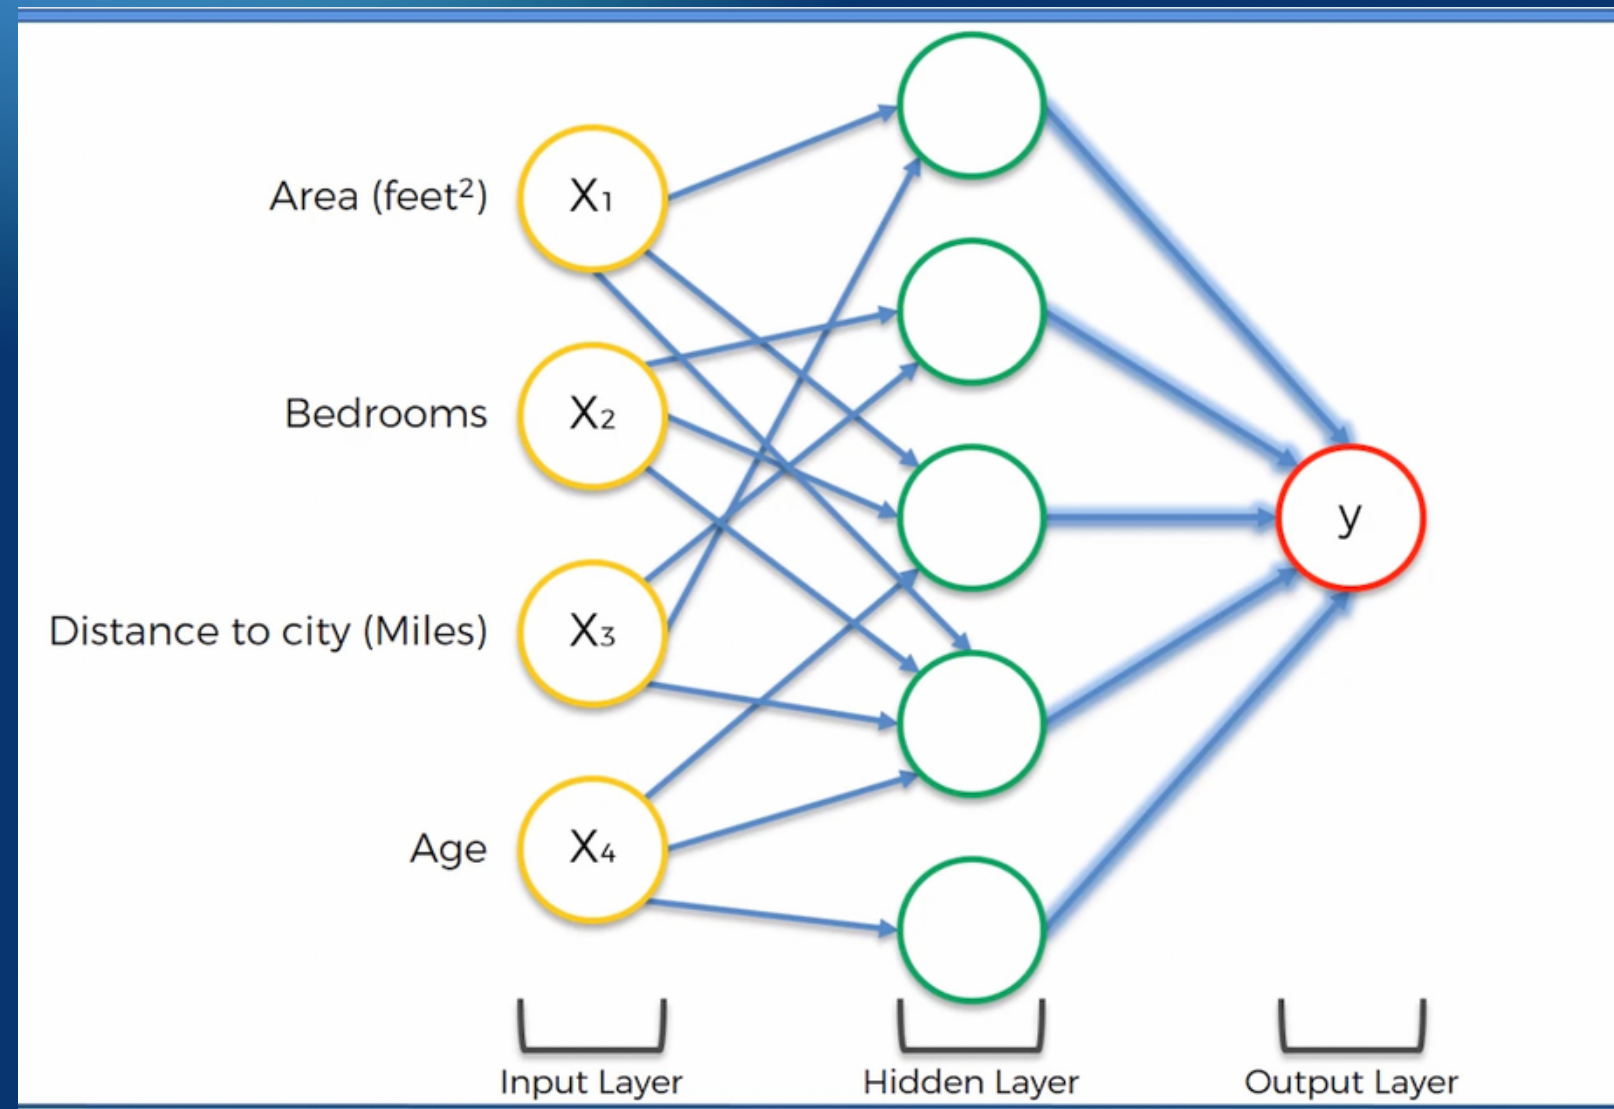 Area (feet²)
X₁
Bedrooms
X₂
Distance to city (Miles)
X₃
Age
X₄
y
Input Layer
Hidden Layer
Output Layer